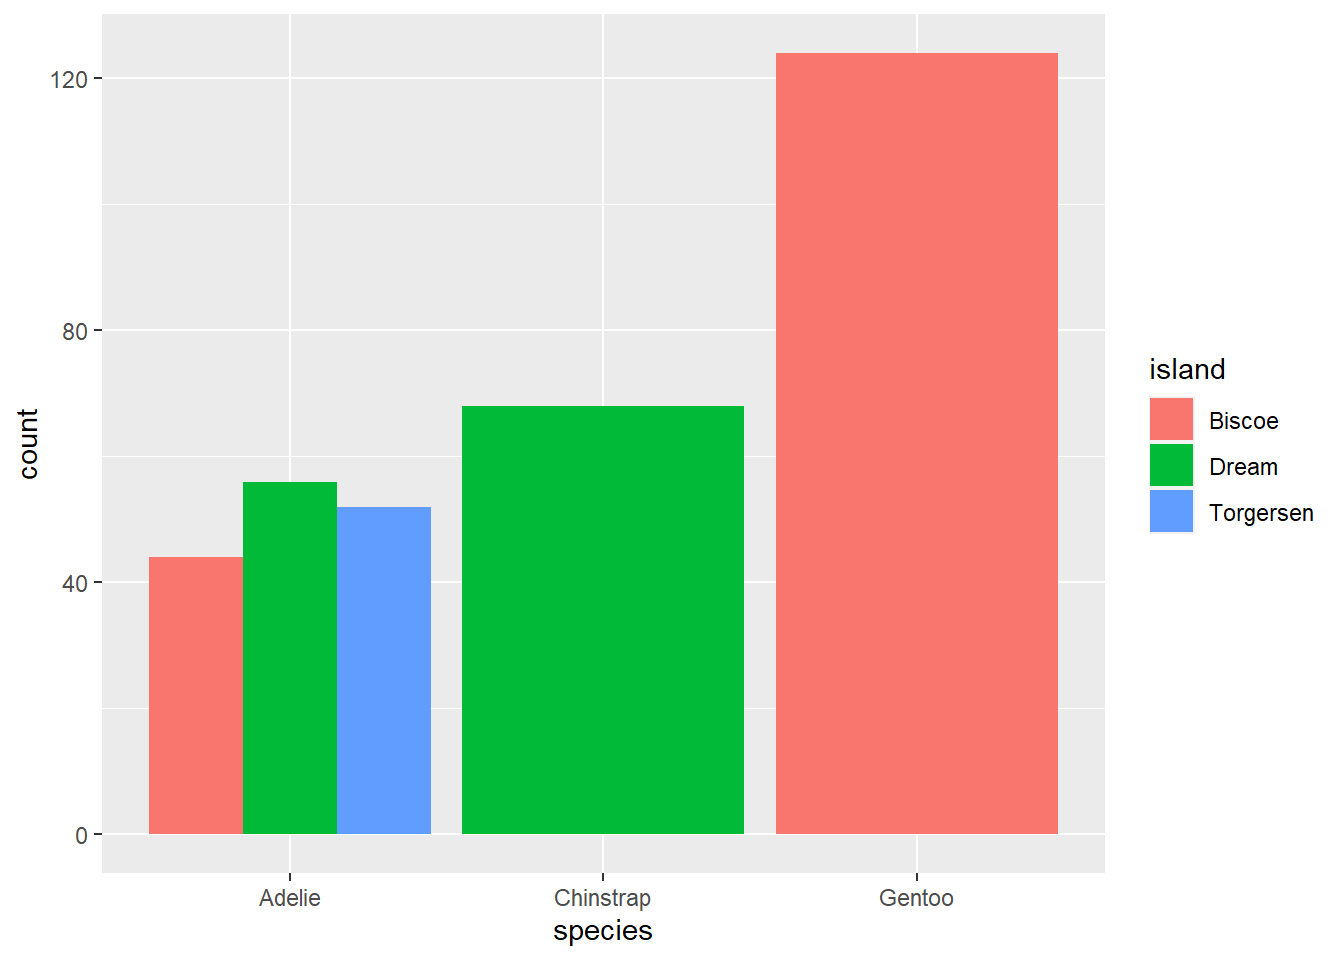 120
80
40
0
count
Adelie
Chinstrap
Gentoo
species
island
Biscoe
Dream
Torgersen